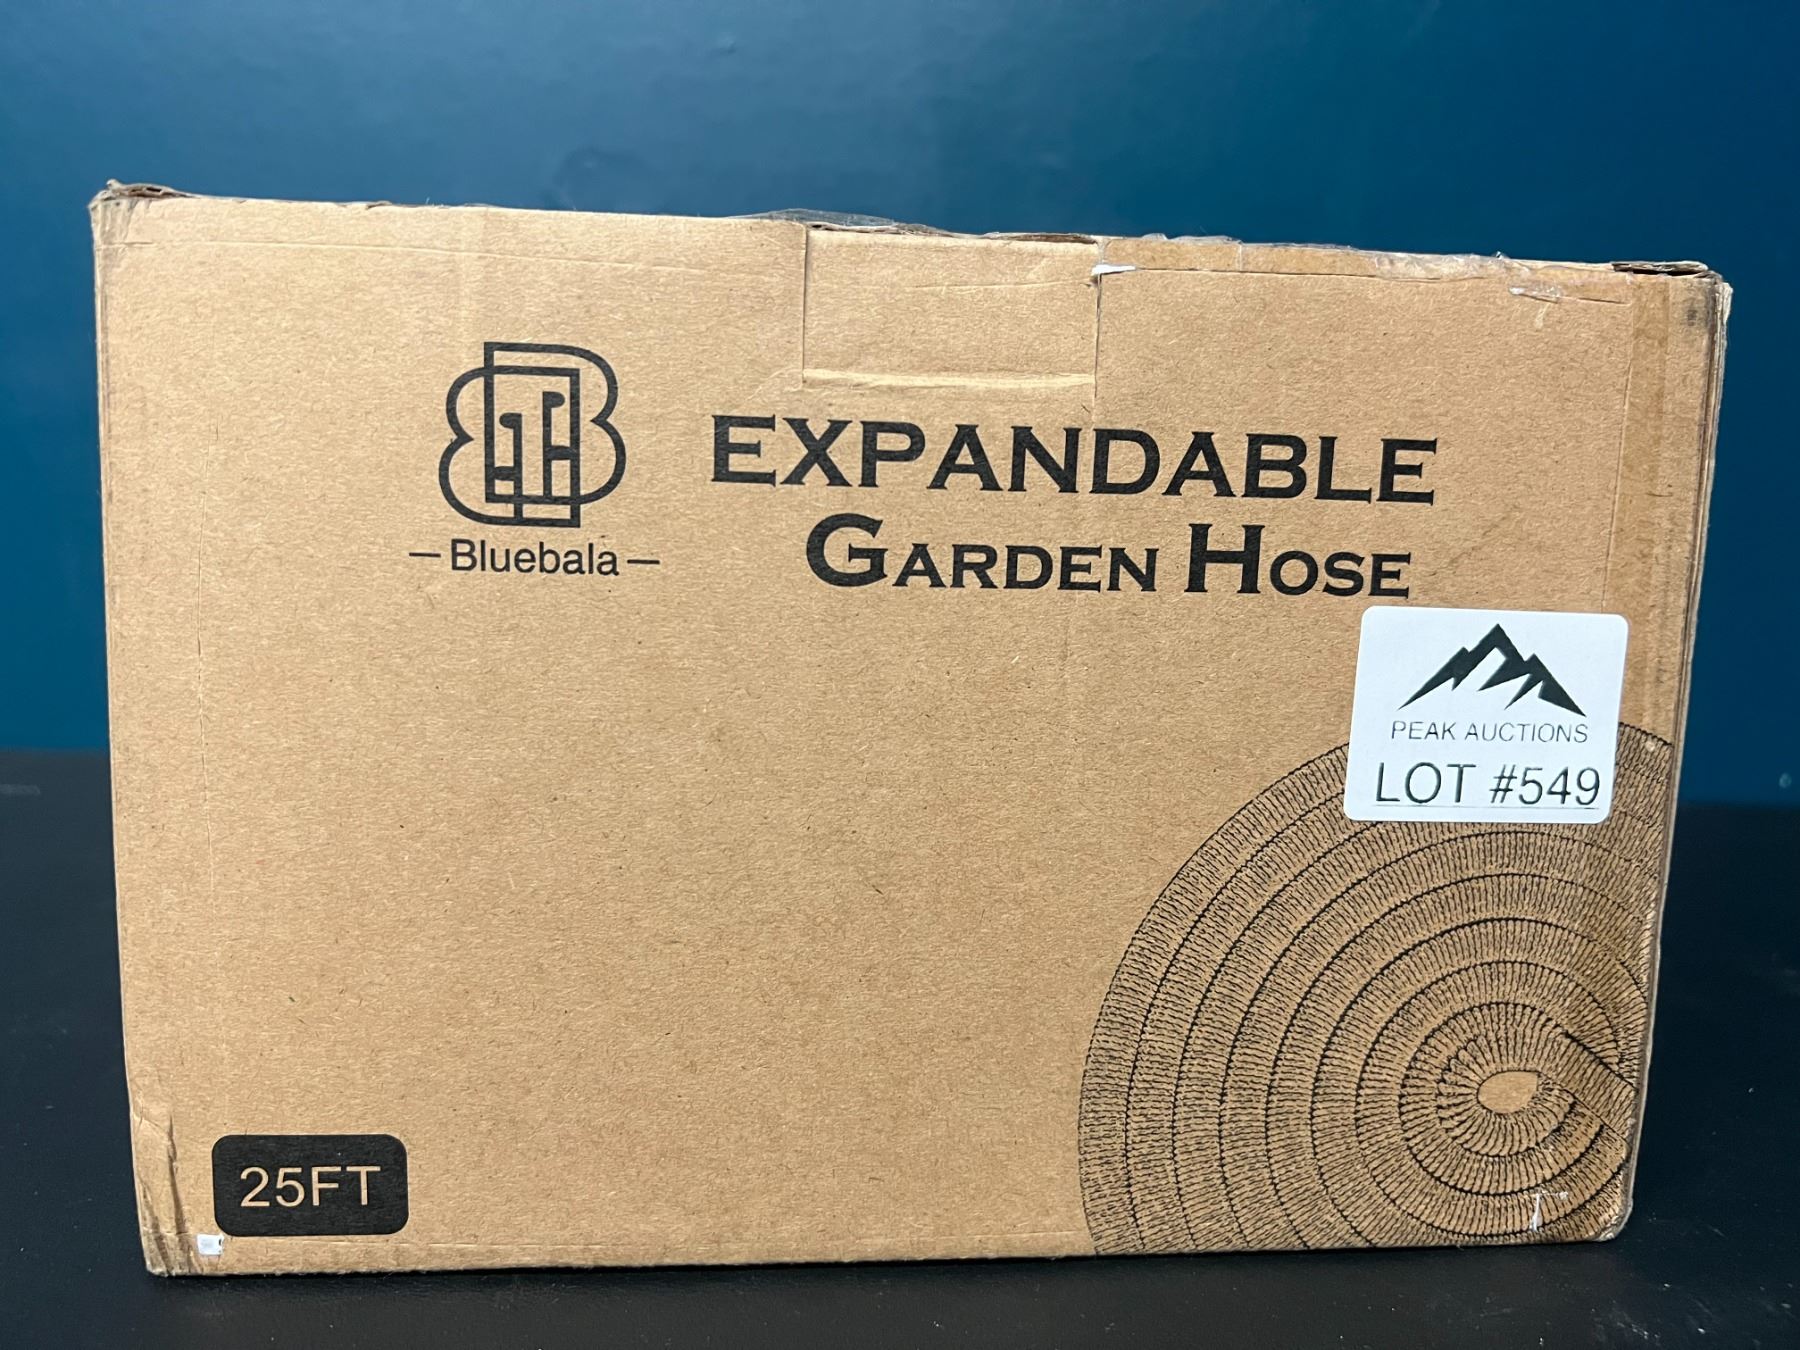 EXPANDABLE
GARDEN HOSE
—Bluebala—
PEAK AUCTIONS
LOT #549
25FT